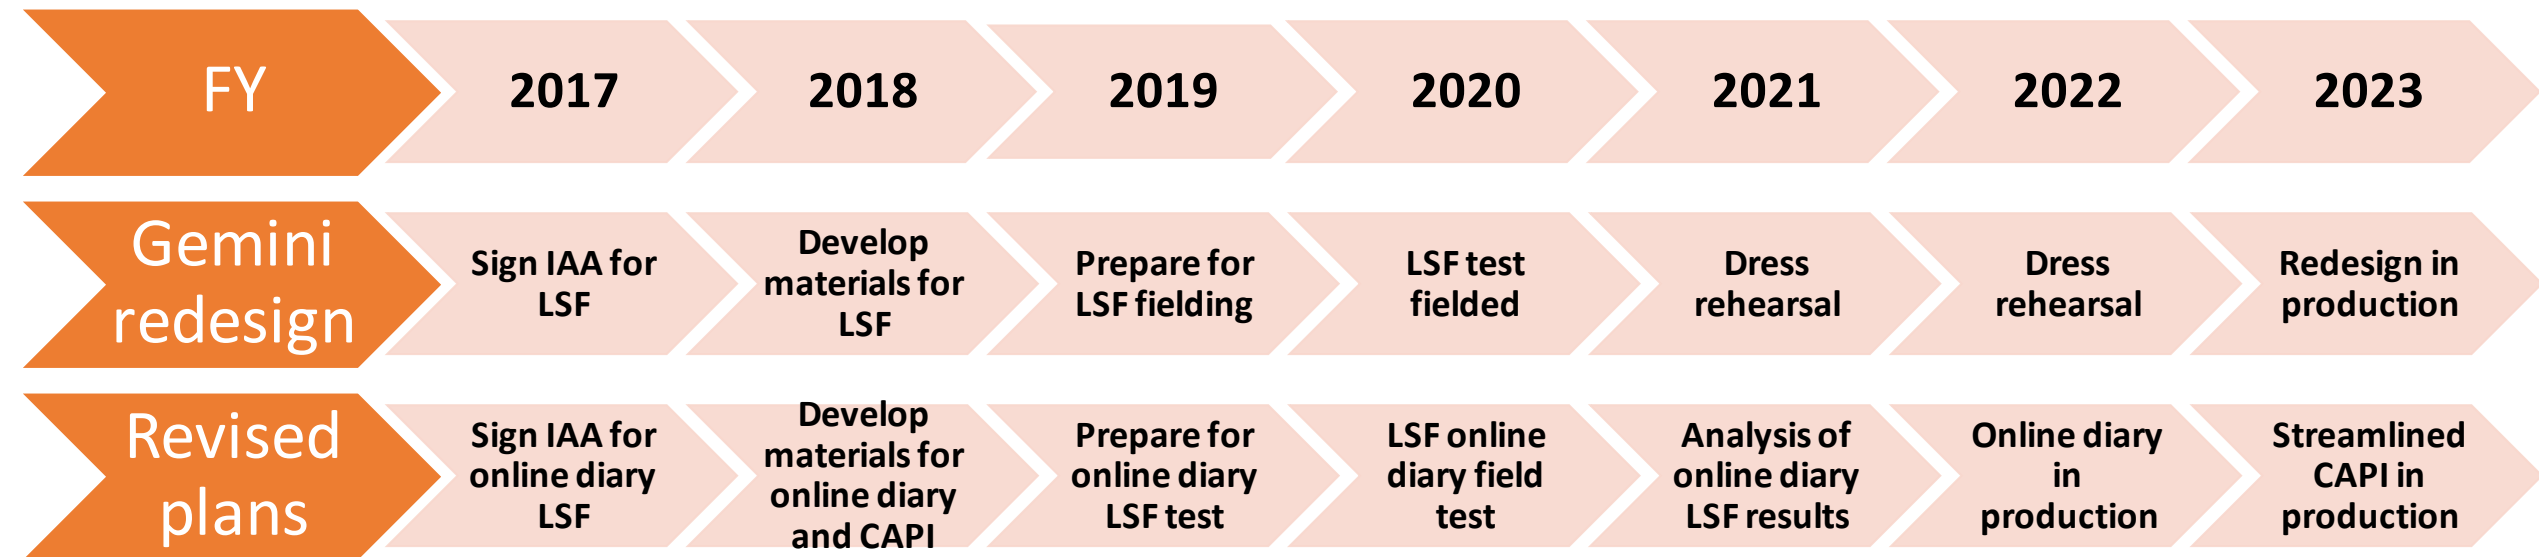 FY
2017
2018
2019
2020
2021
2022
2023
Gemini
redesign
Sign IAA for
LSF
Develop
materials for
LSF
Prepare for
LSF fielding
LSF test
fielded
Dress
rehearsal
Dress
rehearsal
Redesign in
production
Revised
plans
Sign IAA for
online diary
LSF
Develop
materials for
online diary
and CAPI
Prepare for
online diary
LSF test
LSF online
diary field
test
Analysis of
online diary
LSF results
Online diary
in
production
Streamlined
CAPI in
production